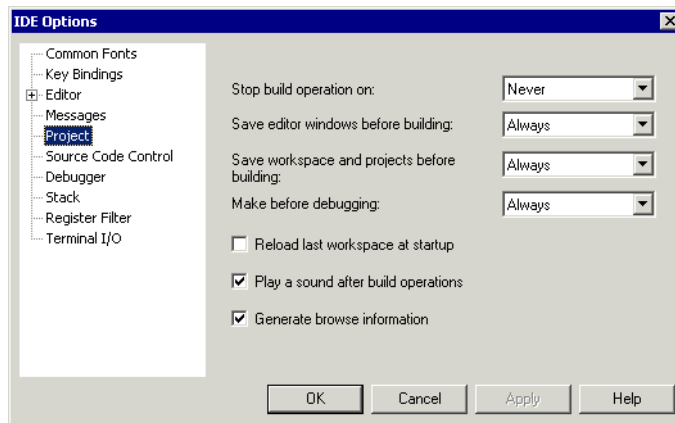 IDE Options
Common Fonts
Key Bindings
Editor
Messages
Project
Source Code Control
Debugger
Stack
Register Filter
Terminal I/O
Stop build operation on: Never
Save editor windows before building: Always
Save workspace and projects before
building: Always
Make before debugging: Always
Reload last workspace at startup
Play a sound after build operations
Generate browse information
OK Cancel Apply Help